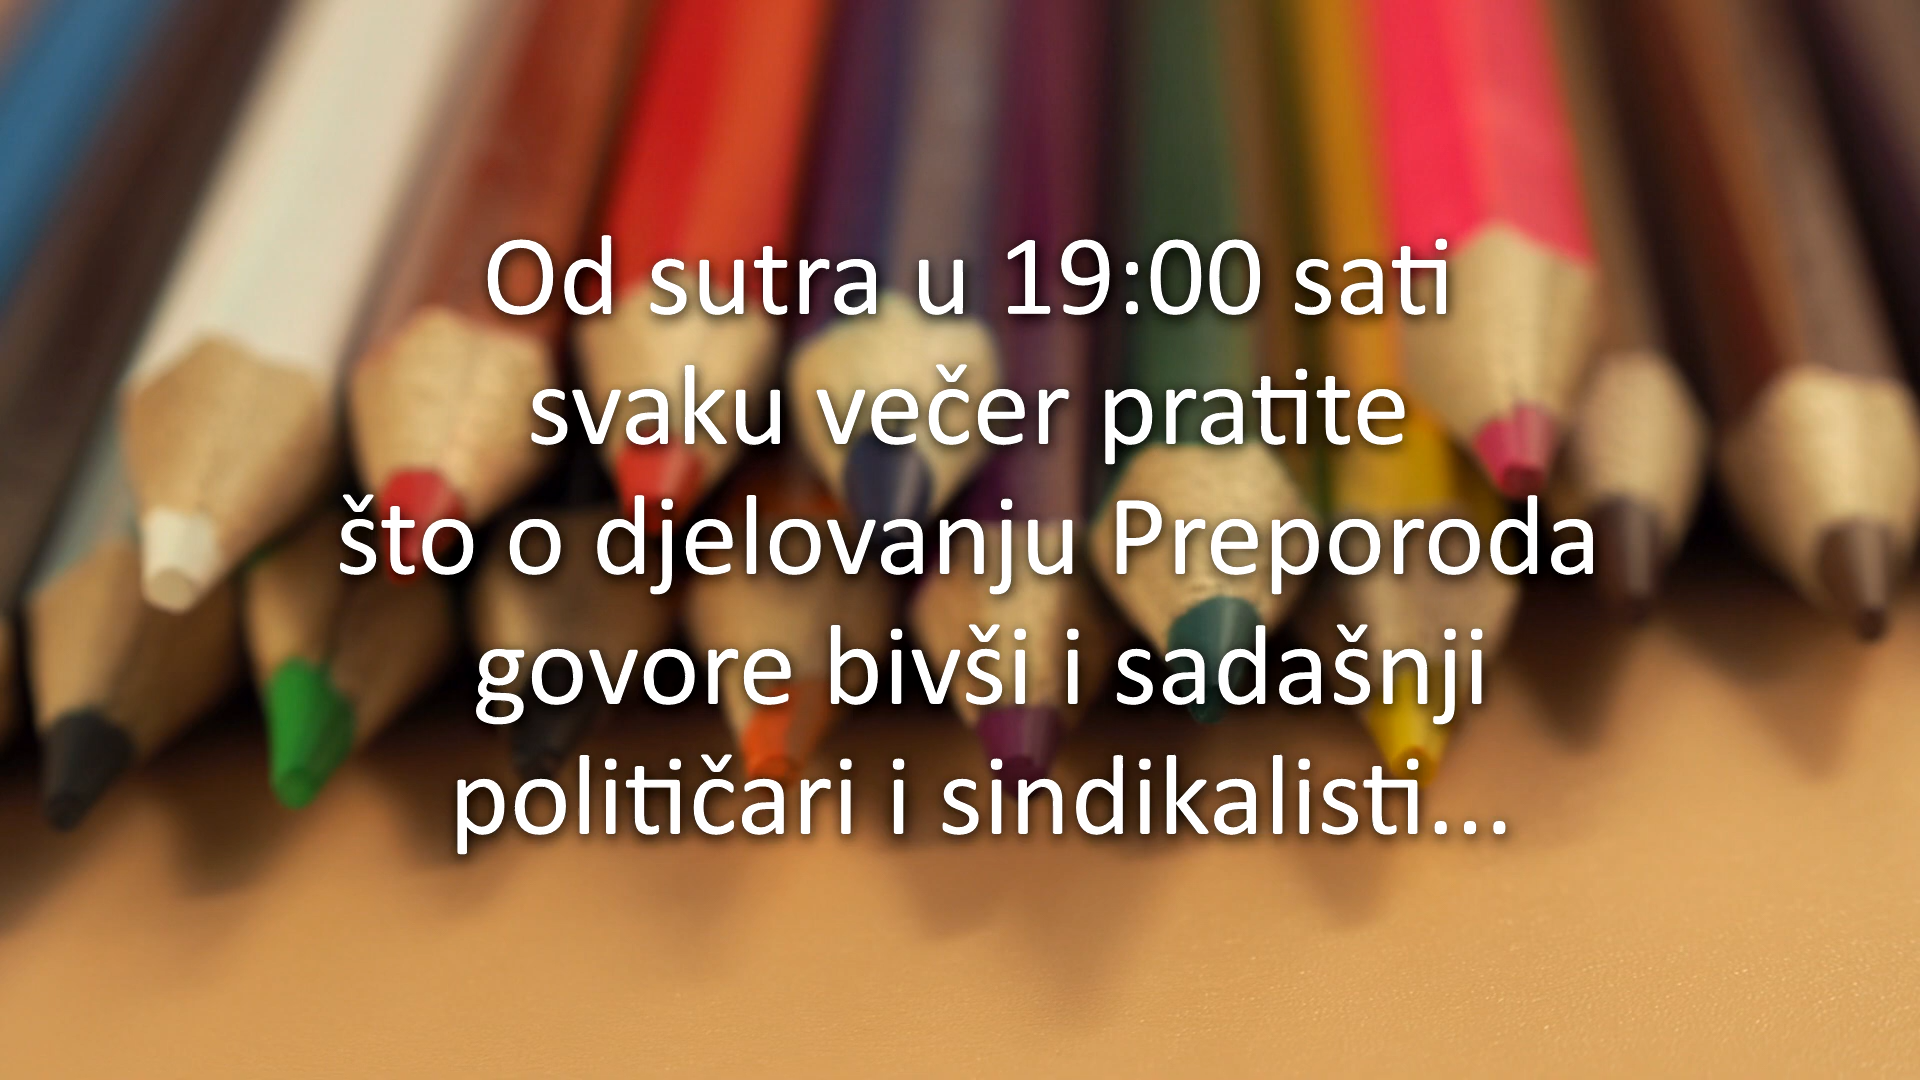 Od sutra u 19:00 sati
svaku večer pratite
što o djelovanju Preporoda
govore bivši i sadašnji
političari i sindikalisti...